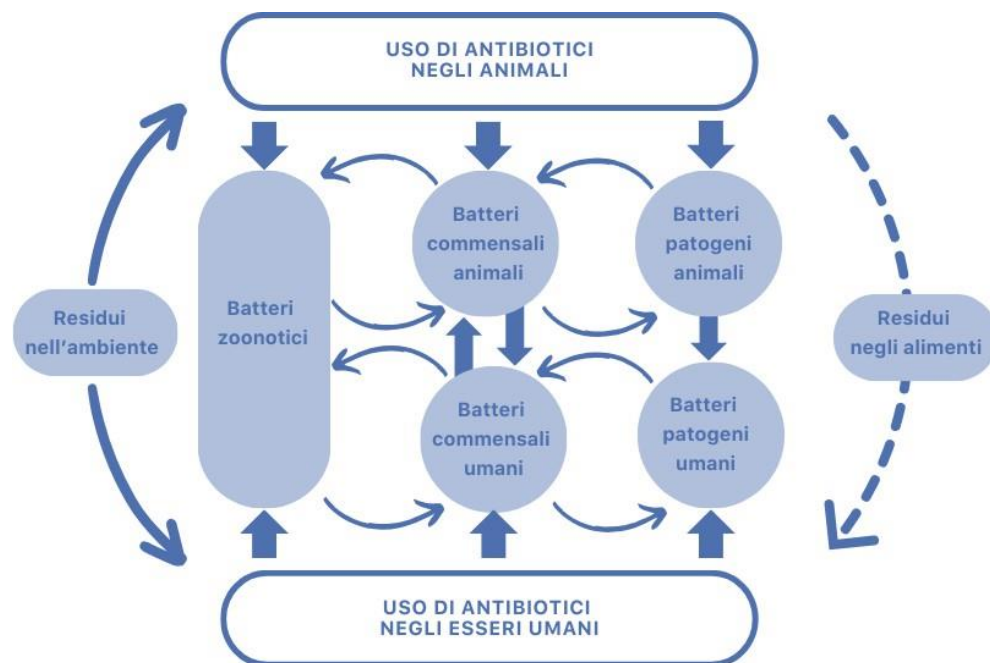 USO DI ANTIBIOTICI
NEGLI ANIMALI
Batteri
commensali
animali
Batteri
patogeni
animali
Residui
nell'ambiente
Batteri
zoonotici
Residui
negli alimenti
Batteri
commensali
umani
Batteri
patogeni
umani
USO DI ANTIBIOTICI
NEGLI ESSERI UMANI